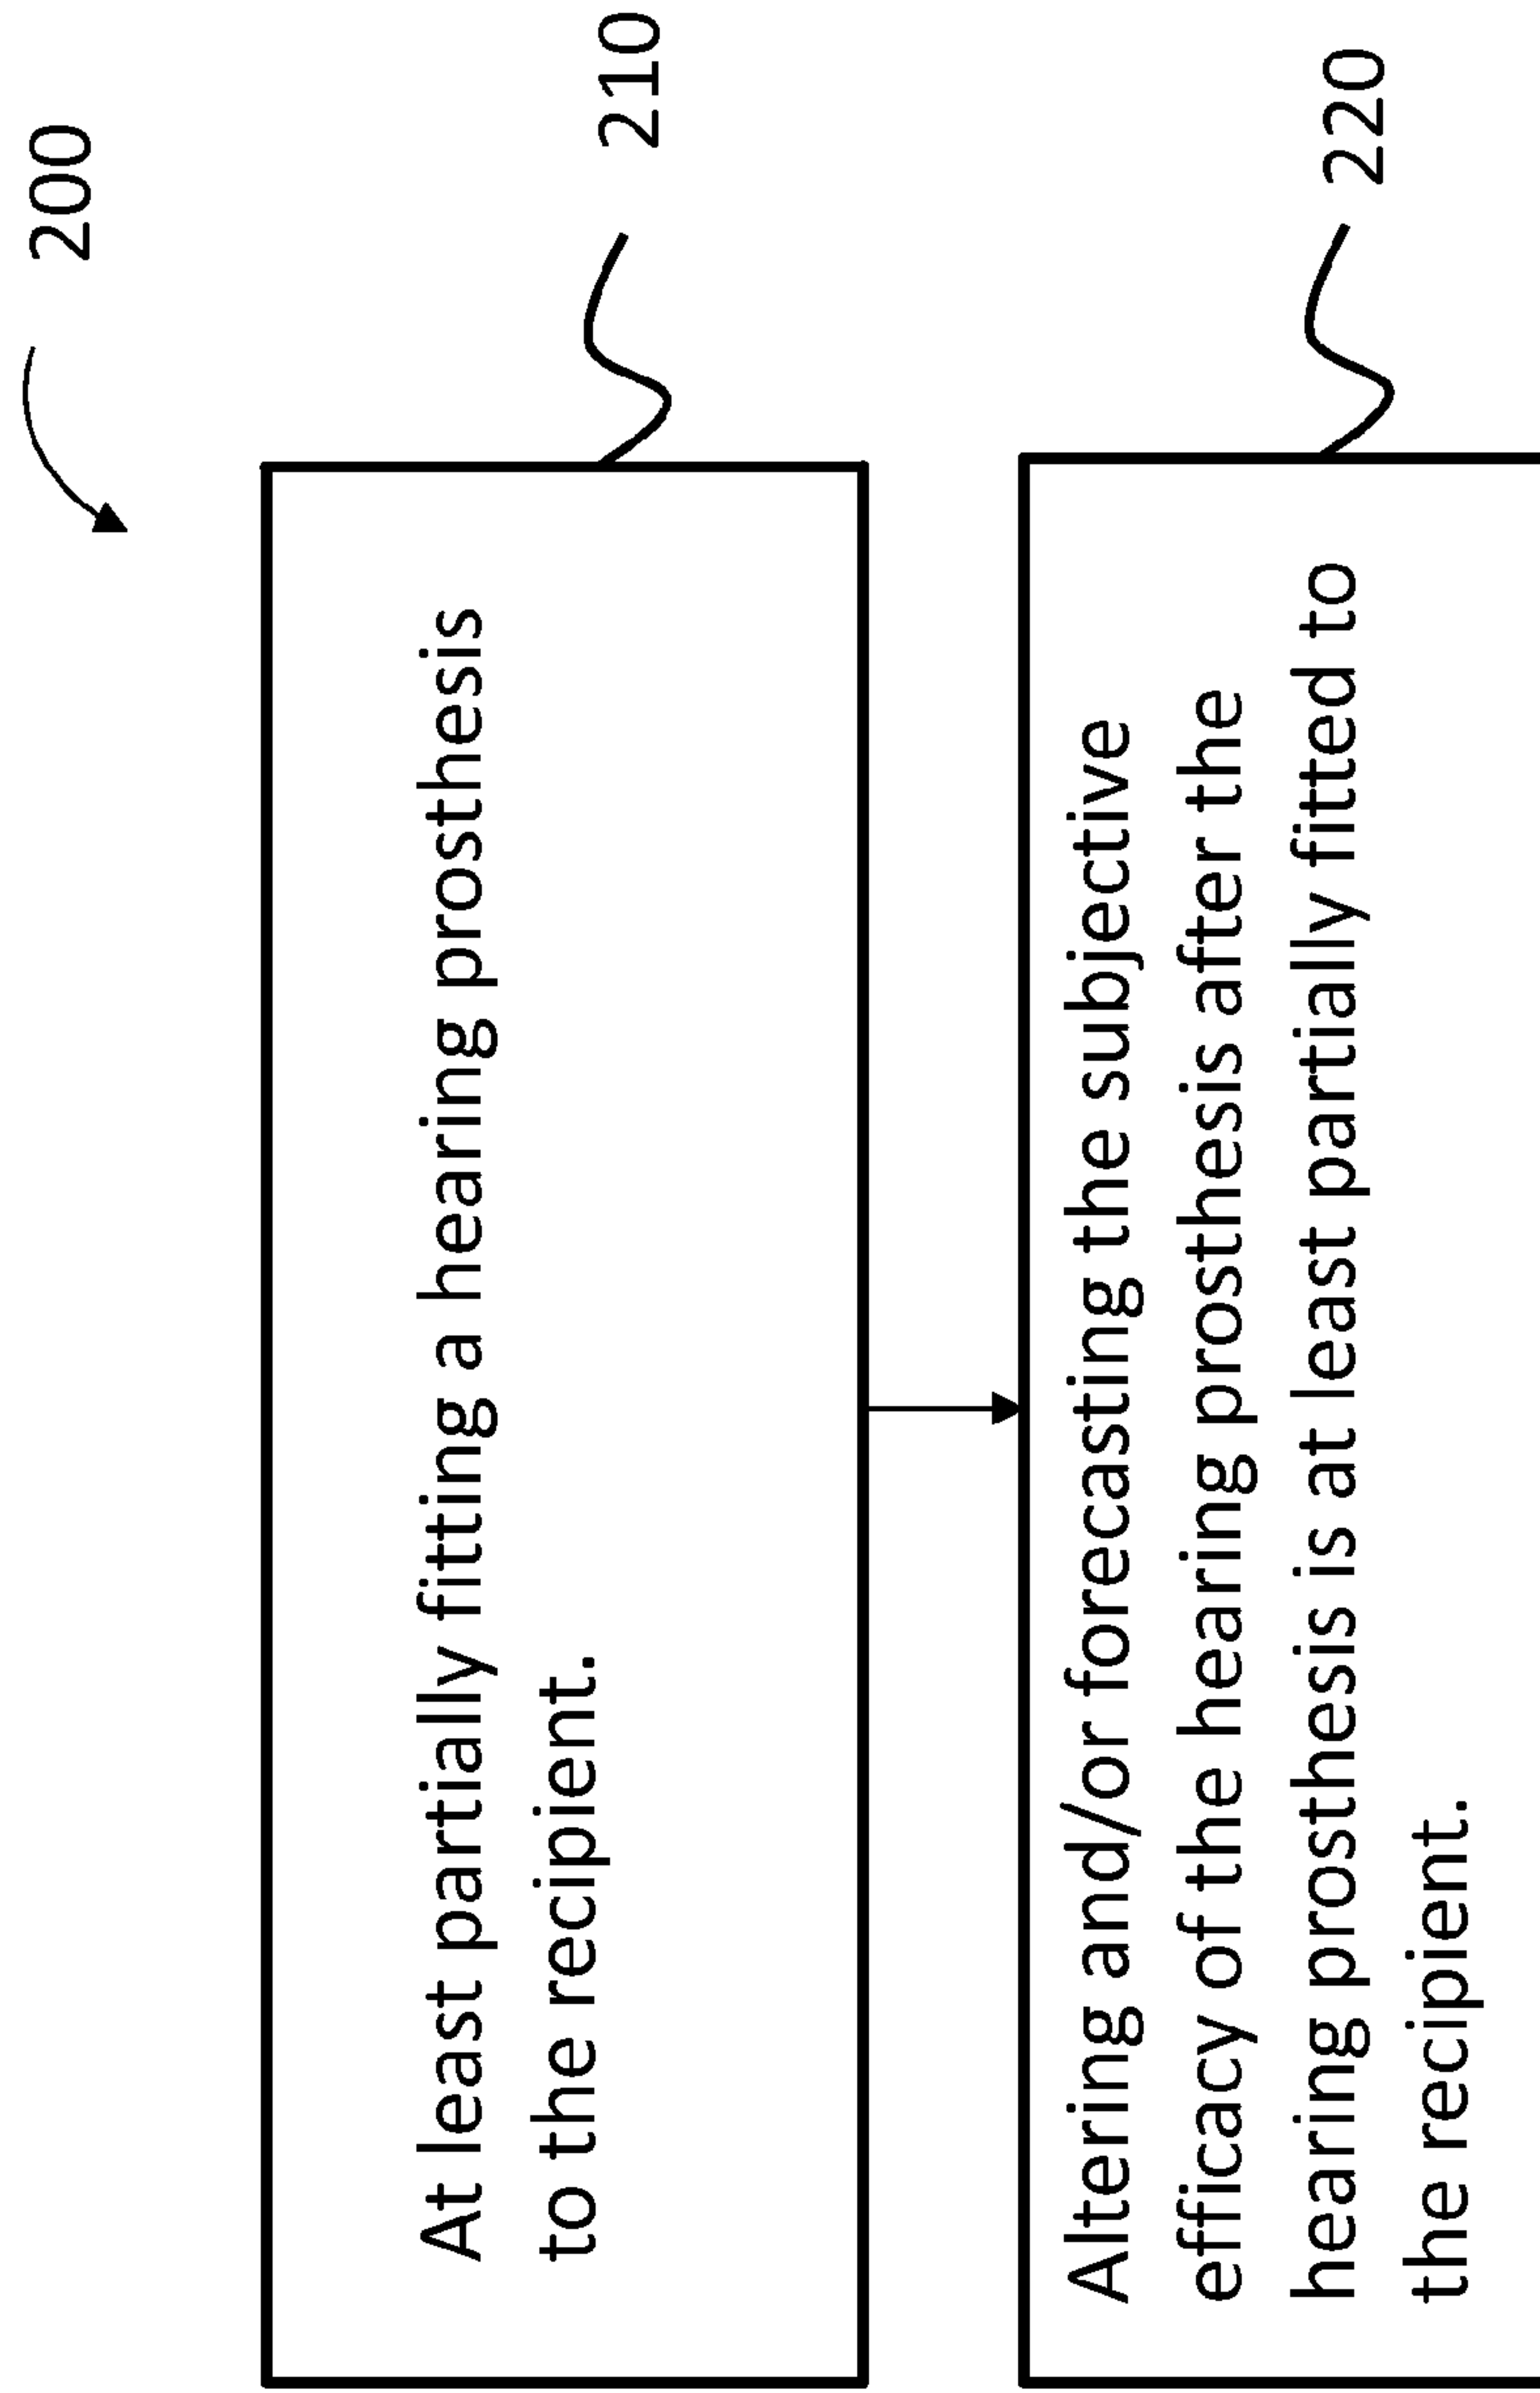 200
At least partially fitting a hearing prosthesis
to the recipient.
210
Altering and/or forecasting the subjective
efficacy of the hearing prosthesis after the
hearing prosthesis is at least partially fitted to
the recipient.
220